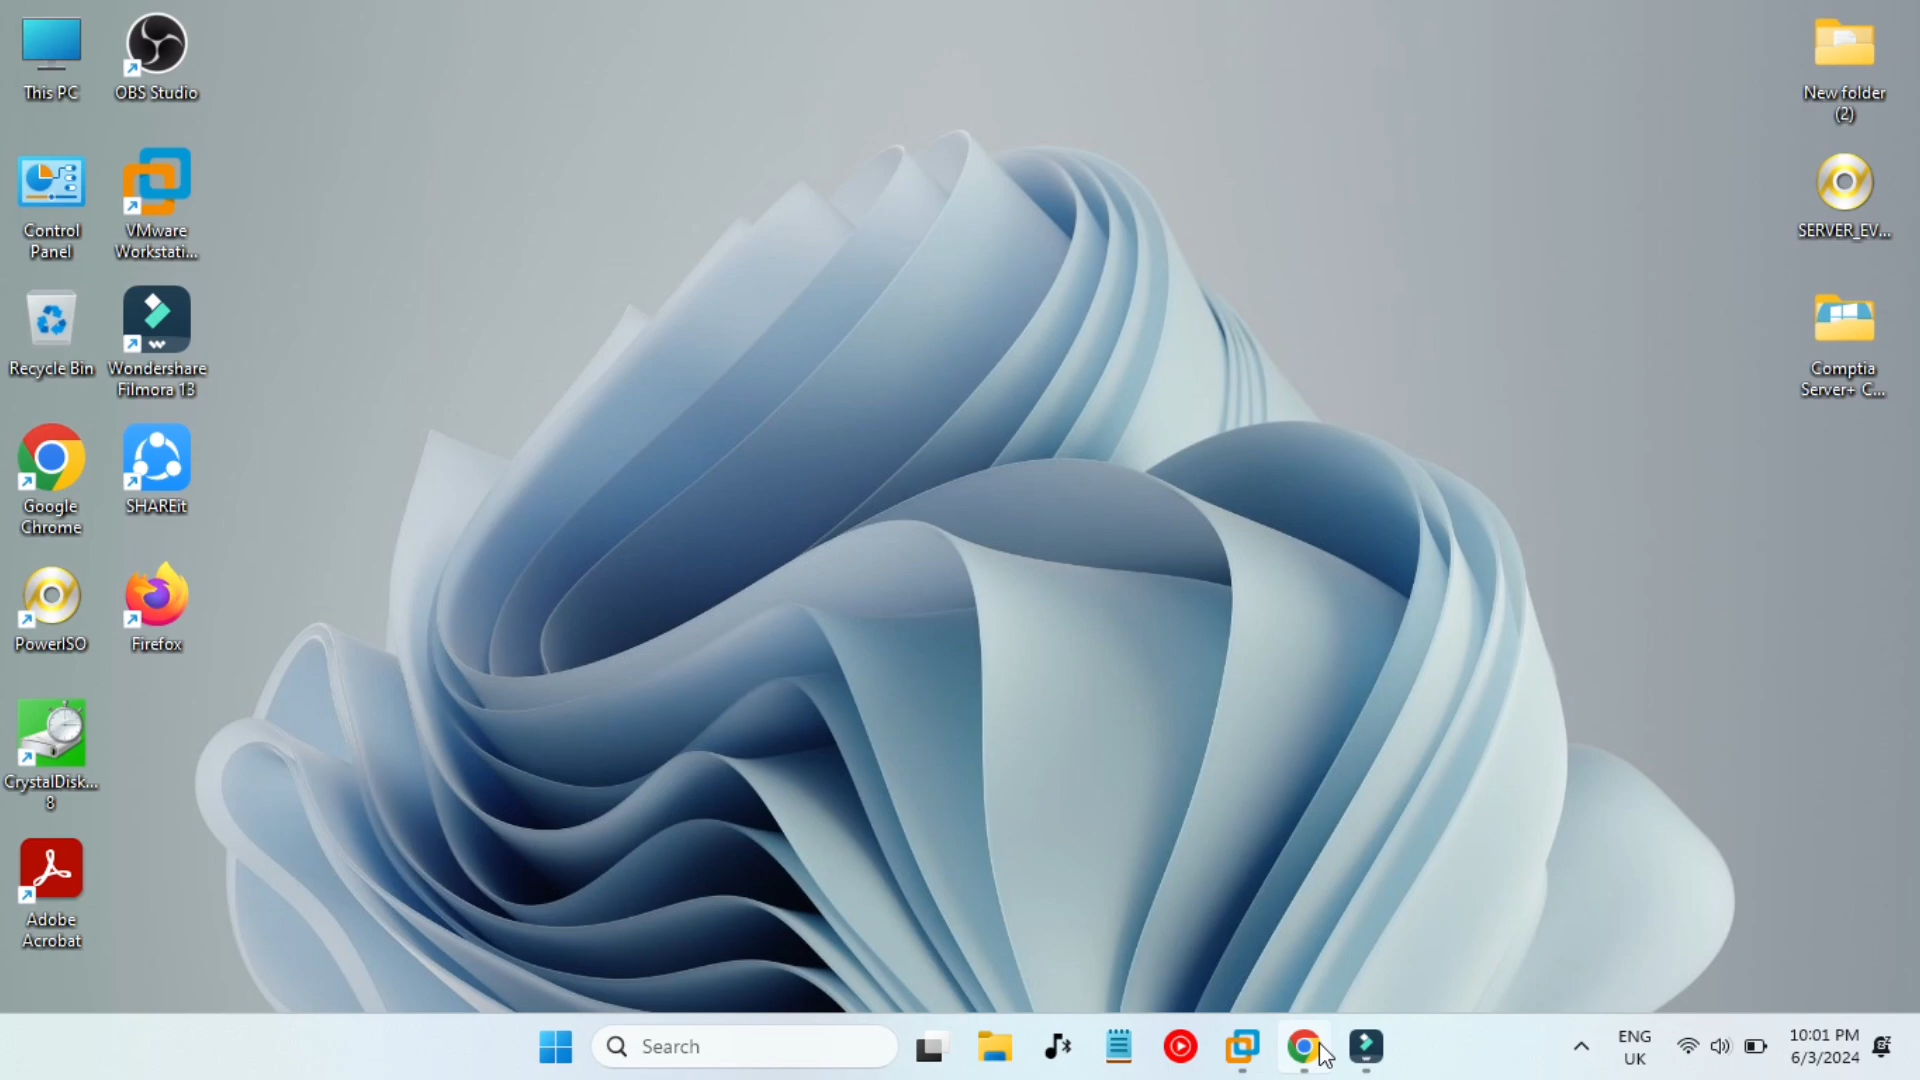 This PC
OBS Studio
Control
Panel
VMware
Workstati...
Recycle Bin
Wondershare
Filmora 13
Google
Chrome
SHAREit
PowerISO
Firefox
CrystalDisk...
8
Adobe
Acrobat
New folder
(2)
SERVER_EV...
Comptia
Server+ C...
Search
ENG
UK
10:01 PM
6/3/2024